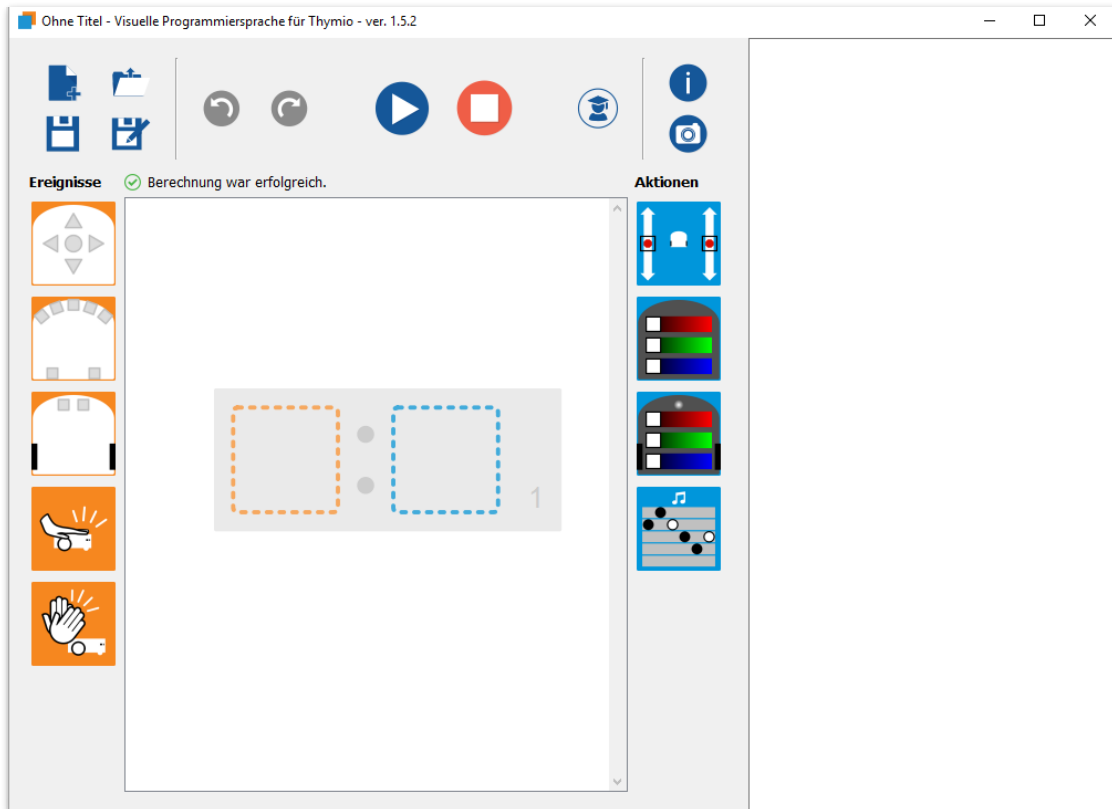 Ohne Titel - Visuelle Programmiersprache für Thymio - ver. 1.5.2
i
Ereignisse
Berechnung war erfolgreich.
Aktionen
1